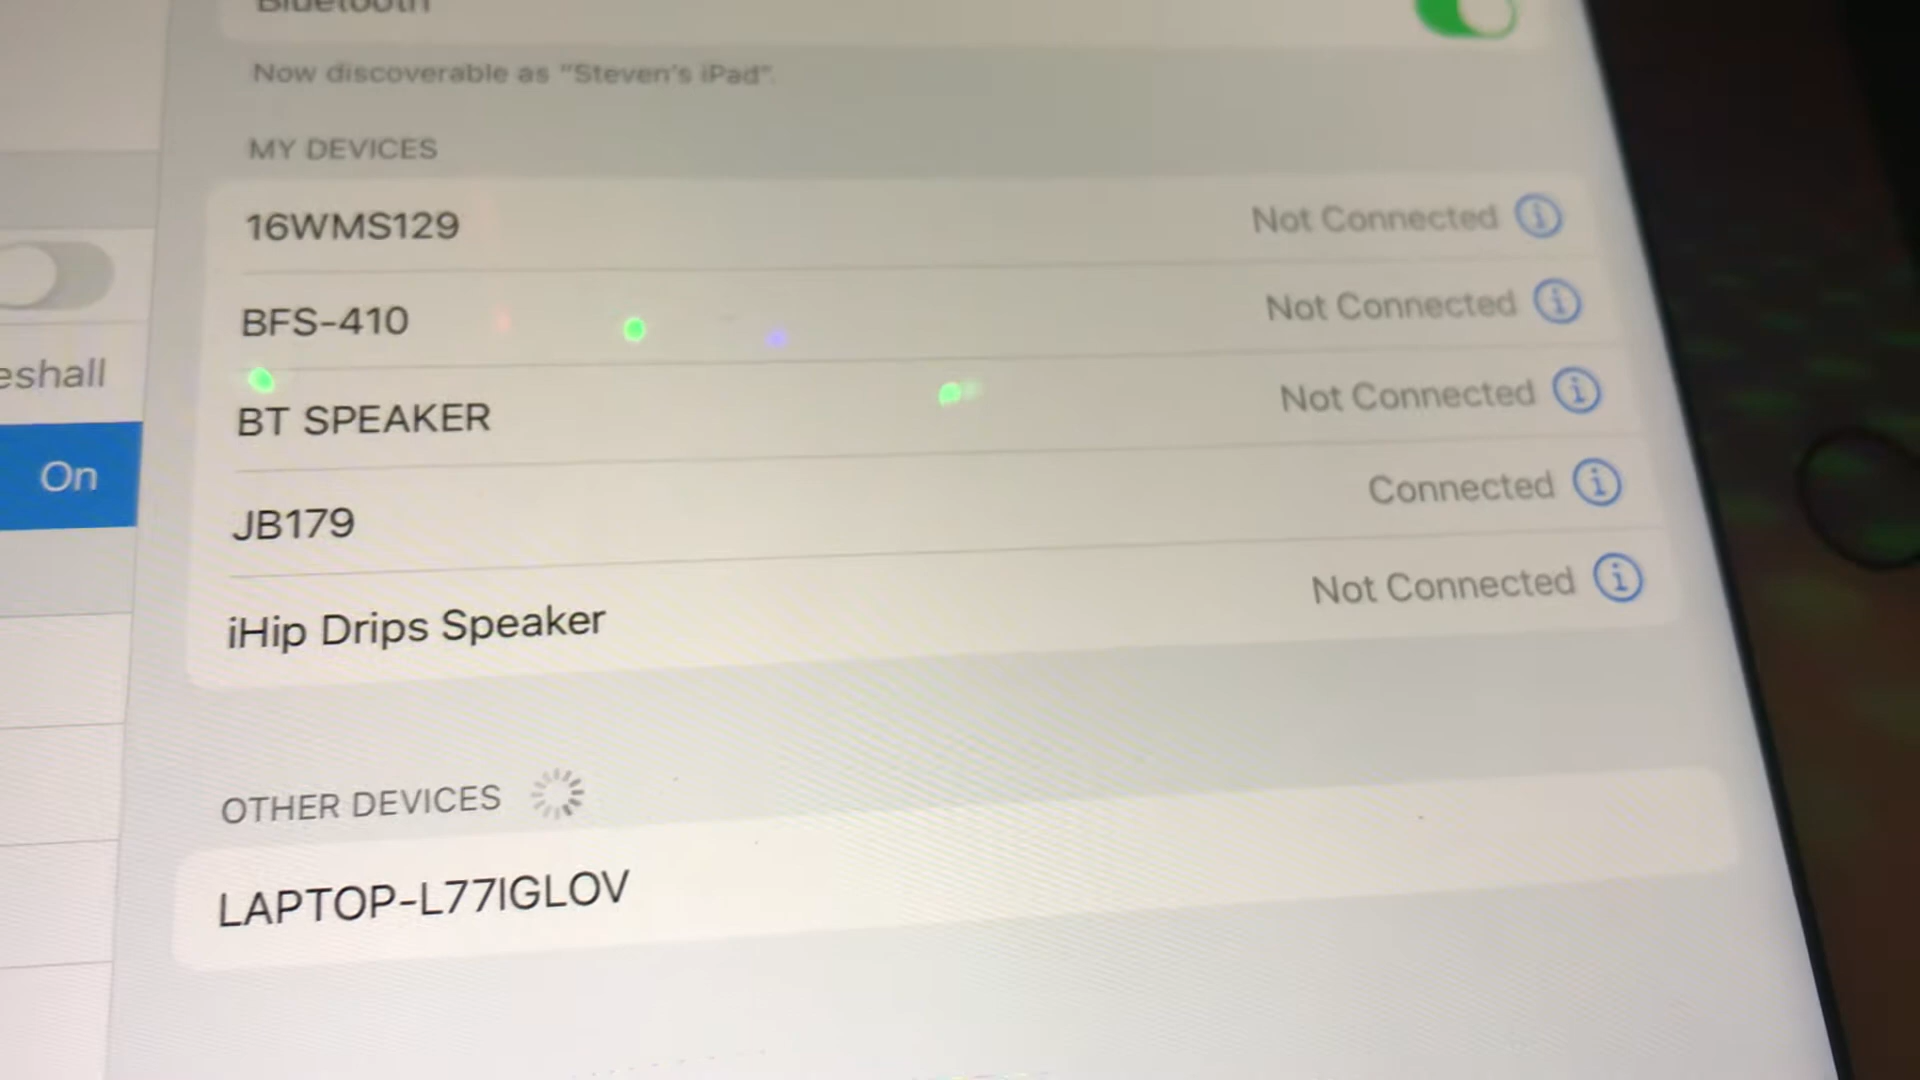 Bluetooth
Now discoverable as "Steven's iPad".
MY DEVICES
16WMS129 Not Connected
BFS-410 Not Connected
BT SPEAKER Not Connected
JB179 Connected
iHip Drips Speaker Not Connected
OTHER DEVICES
LAPTOP-L77IGLOV
eshall
On